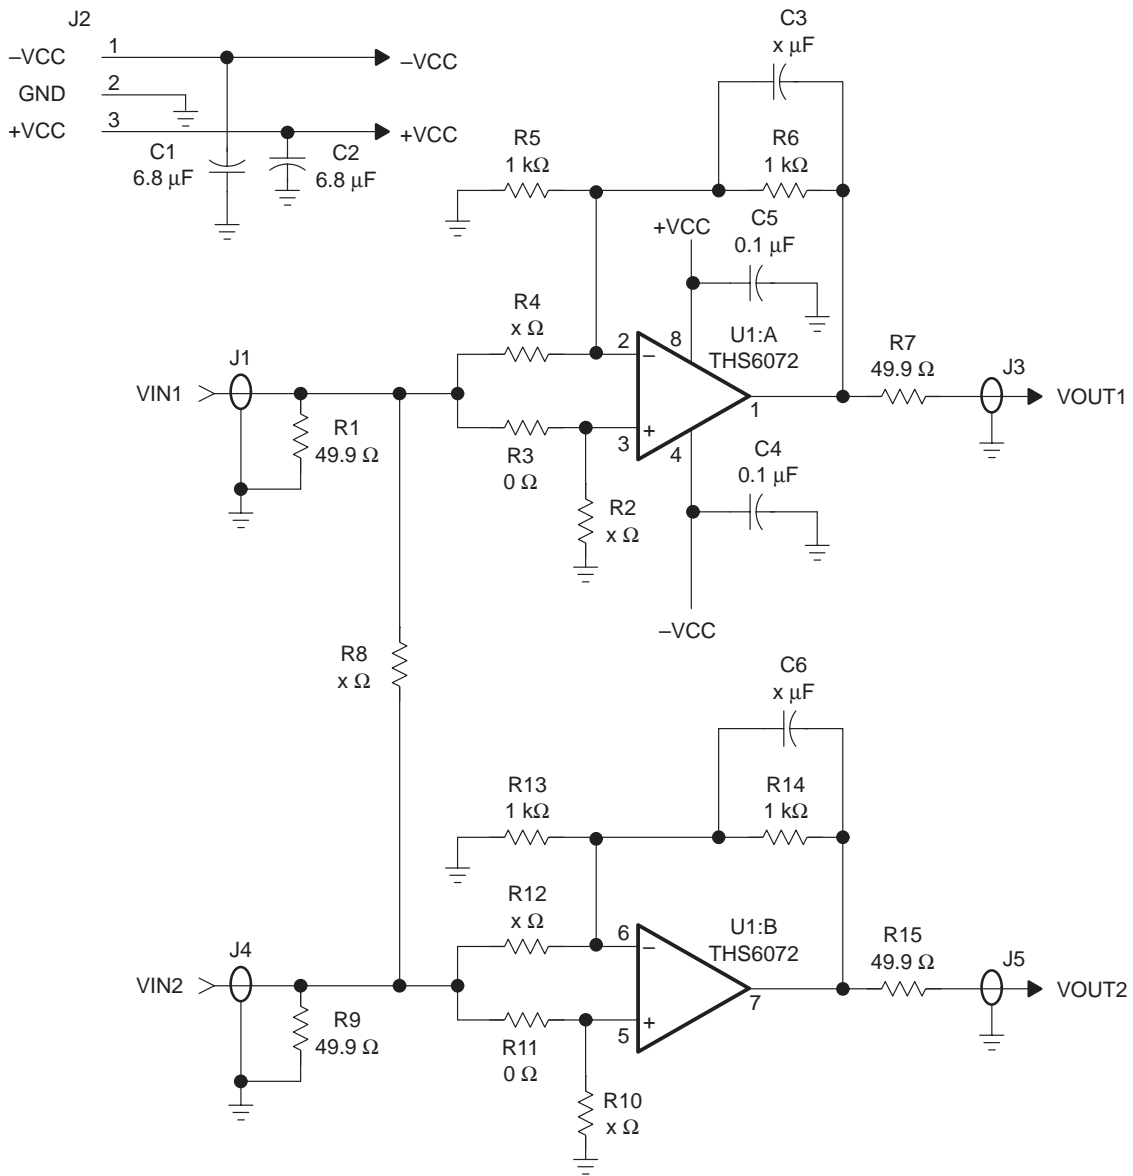 J2
–VCC 1 –VCC
GND 2
+VCC 3 +VCC
C1
6.8 μF
C2
6.8 μF
C3
x μF
R5
1 kΩ
R6
1 kΩ
+VCC
C5
0.1 μF
R4
x Ω
2 –
8
U1:A
THS6072
R7
49.9 Ω
J1
J3
VIN1
VOUT1
1
R1
49.9 Ω
R3
0 Ω
3 +
4
C4
0.1 μF
R2
x Ω
–VCC
R8
x Ω
C6
x μF
R13
1 kΩ
R14
1 kΩ
R12
x Ω
6 –
U1:B
THS6072
R15
49.9 Ω
J4
J5
VIN2
VOUT2
7
R9
49.9 Ω
R11
0 Ω
5 +
R10
x Ω